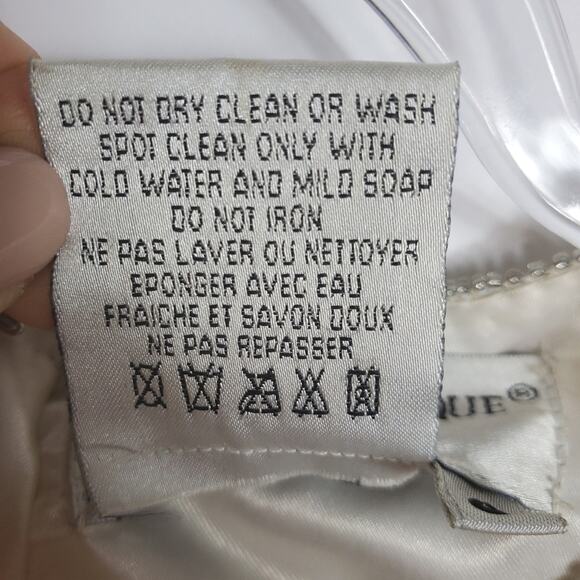 DO NOT DRY CLEAN OR WASH
SPOT CLEAN ONLY WITH
COLD WATER AND MILD SOAP
DO NOT IRON
NE PAS LAVER OU NETTOYER
EPONGER AVEC EAU
FRAICHE ET SAVON DOUX
NE PAS REPASSER
QUE®